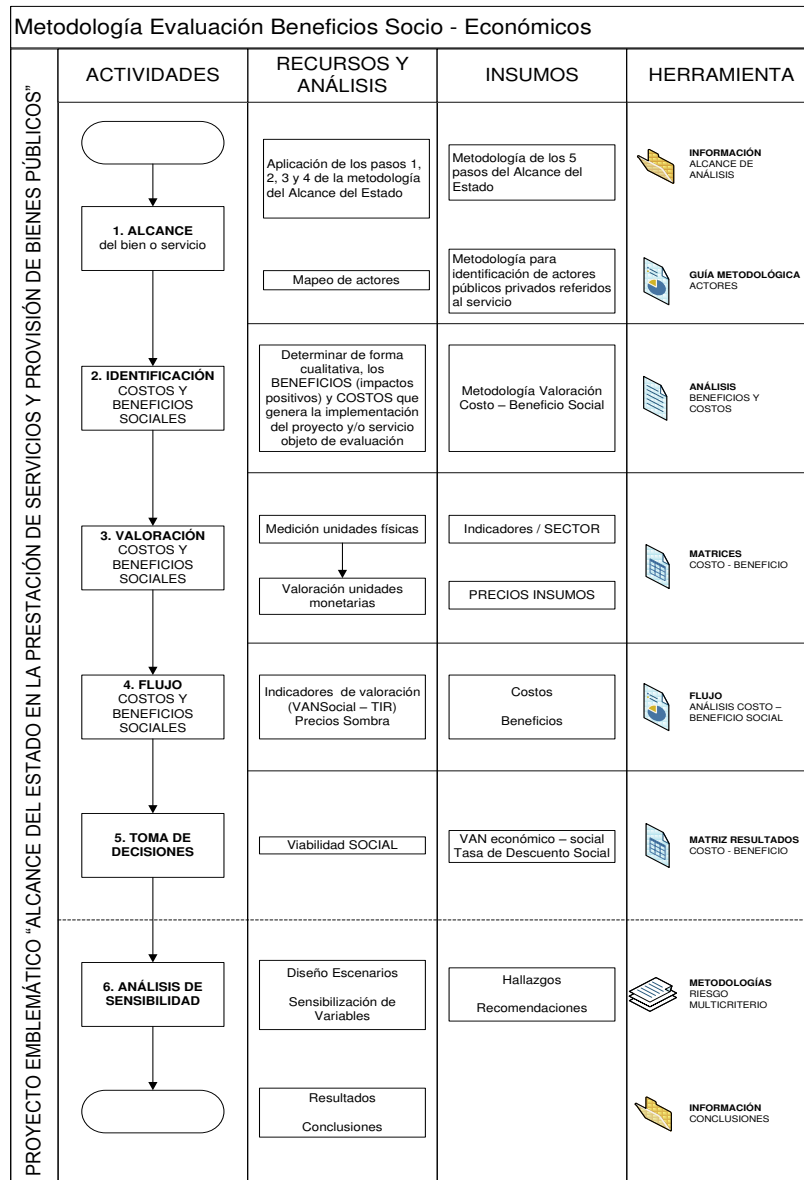 Metodología Evaluación Beneficios Socio - Económicos
PROYECTO EMBLEMÁTICO “ALCANCE DEL ESTADO EN LA PRESTACIÓN DE SERVICIOS Y PROVISIÓN DE BIENES PÚBLICOS”
ACTIVIDADES
RECURSOS Y
ANÁLISIS
INSUMOS
HERRAMIENTA
Aplicación de los pasos 1,
2, 3 y 4 de la metodología
del Alcance del Estado
Metodología de los 5
pasos del Alcance del
Estado
INFORMACIÓN
ALCANCE DE
ANÁLISIS
1. ALCANCE
del bien o servicio
Mapeo de actores
Metodología para
identificación de actores
públicos privados referidos
al servicio
GUÍA METODOLÓGICA
ACTORES
2. IDENTIFICACIÓN
COSTOS Y
BENEFICIOS
SOCIALES
Determinar de forma
cualitativa, los
BENEFICIOS (impactos
positivos) y COSTOS que
genera la implementación
del proyecto y/o servicio
objeto de evaluación
Metodología Valoración
Costo – Beneficio Social
ANÁLISIS
BENEFICIOS Y
COSTOS
3. VALORACIÓN
COSTOS Y
BENEFICIOS
SOCIALES
Medición unidades físicas
Valoración unidades
monetarias
Indicadores / SECTOR
PRECIOS INSUMOS
MATRICES
COSTO - BENEFICIO
4. FLUJO
COSTOS Y
BENEFICIOS
SOCIALES
Indicadores de valoración
(VANSocial – TIR)
Precios Sombra
Costos
Beneficios
FLUJO
ANÁLISIS COSTO –
BENEFICIO SOCIAL
5. TOMA DE
DECISIONES
Viabilidad SOCIAL
VAN económico – social
Tasa de Descuento Social
MATRIZ RESULTADOS
COSTO - BENEFICIO
6. ANÁLISIS DE
SENSIBILIDAD
Diseño Escenarios
Sensibilización de
Variables
Hallazgos
Recomendaciones
METODOLOGÍAS
RIESGO
MULTICRITERIO
Resultados
Conclusiones
INFORMACIÓN
CONCLUSIONES